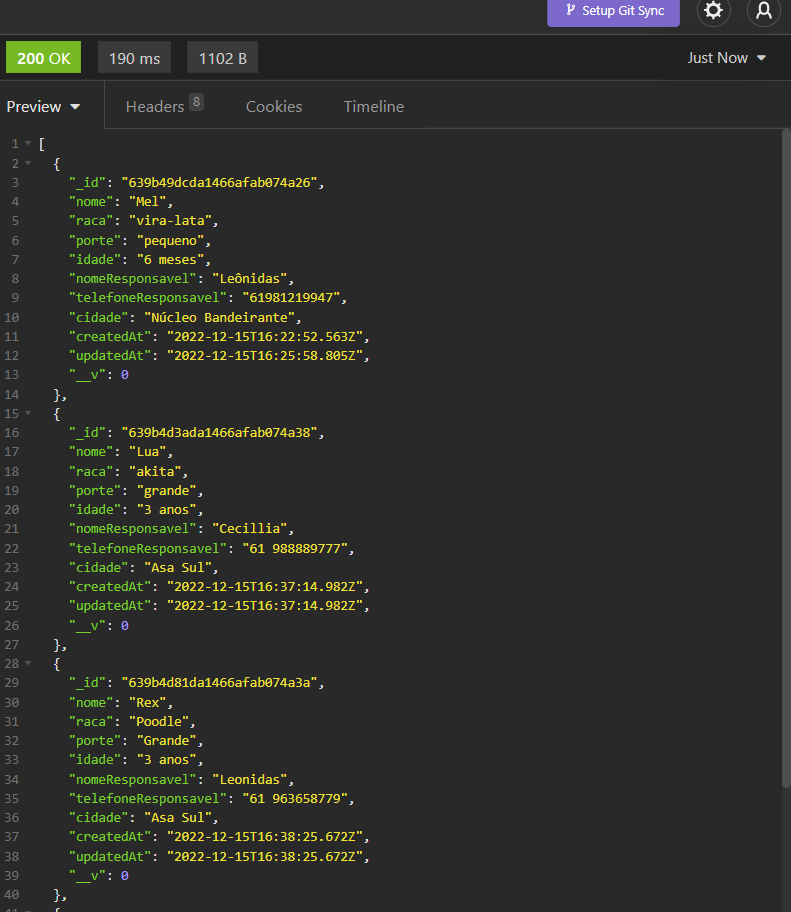 Setup Git Sync
200 OK 190 ms 1102 B Just Now
Preview Headers 8 Cookies Timeline
1 [
2 {
3 "_id": "639b49dcda1466afab074a26",
4 "nome": "Mel",
5 "raca": "vira-lata",
6 "porte": "pequeno",
7 "idade": "6 meses",
8 "nomeResponsavel": "Leônidas",
9 "telefoneResponsavel": "61981219947",
10 "cidade": "Núcleo Bandeirante",
11 "createdAt": "2022-12-15T16:22:52.563Z",
12 "updatedAt": "2022-12-15T16:25:58.805Z",
13 "__v": 0
14 },
15 {
16 "_id": "639b4d3ada1466afab074a38",
17 "nome": "Lua",
18 "raca": "akita",
19 "porte": "grande",
20 "idade": "3 anos",
21 "nomeResponsavel": "Cecillia",
22 "telefoneResponsavel": "61 988889777",
23 "cidade": "Asa Sul",
24 "createdAt": "2022-12-15T16:37:14.982Z",
25 "updatedAt": "2022-12-15T16:37:14.982Z",
26 "__v": 0
27 },
28 {
29 "_id": "639b4d81da1466afab074a3a",
30 "nome": "Rex",
31 "raca": "Poodle",
32 "porte": "Grande",
33 "idade": "3 anos",
34 "nomeResponsavel": "Leonidas",
35 "telefoneResponsavel": "61 963658779",
36 "cidade": "Asa Sul",
37 "createdAt": "2022-12-15T16:38:25.672Z",
38 "updatedAt": "2022-12-15T16:38:25.672Z",
39 "__v": 0
40 },